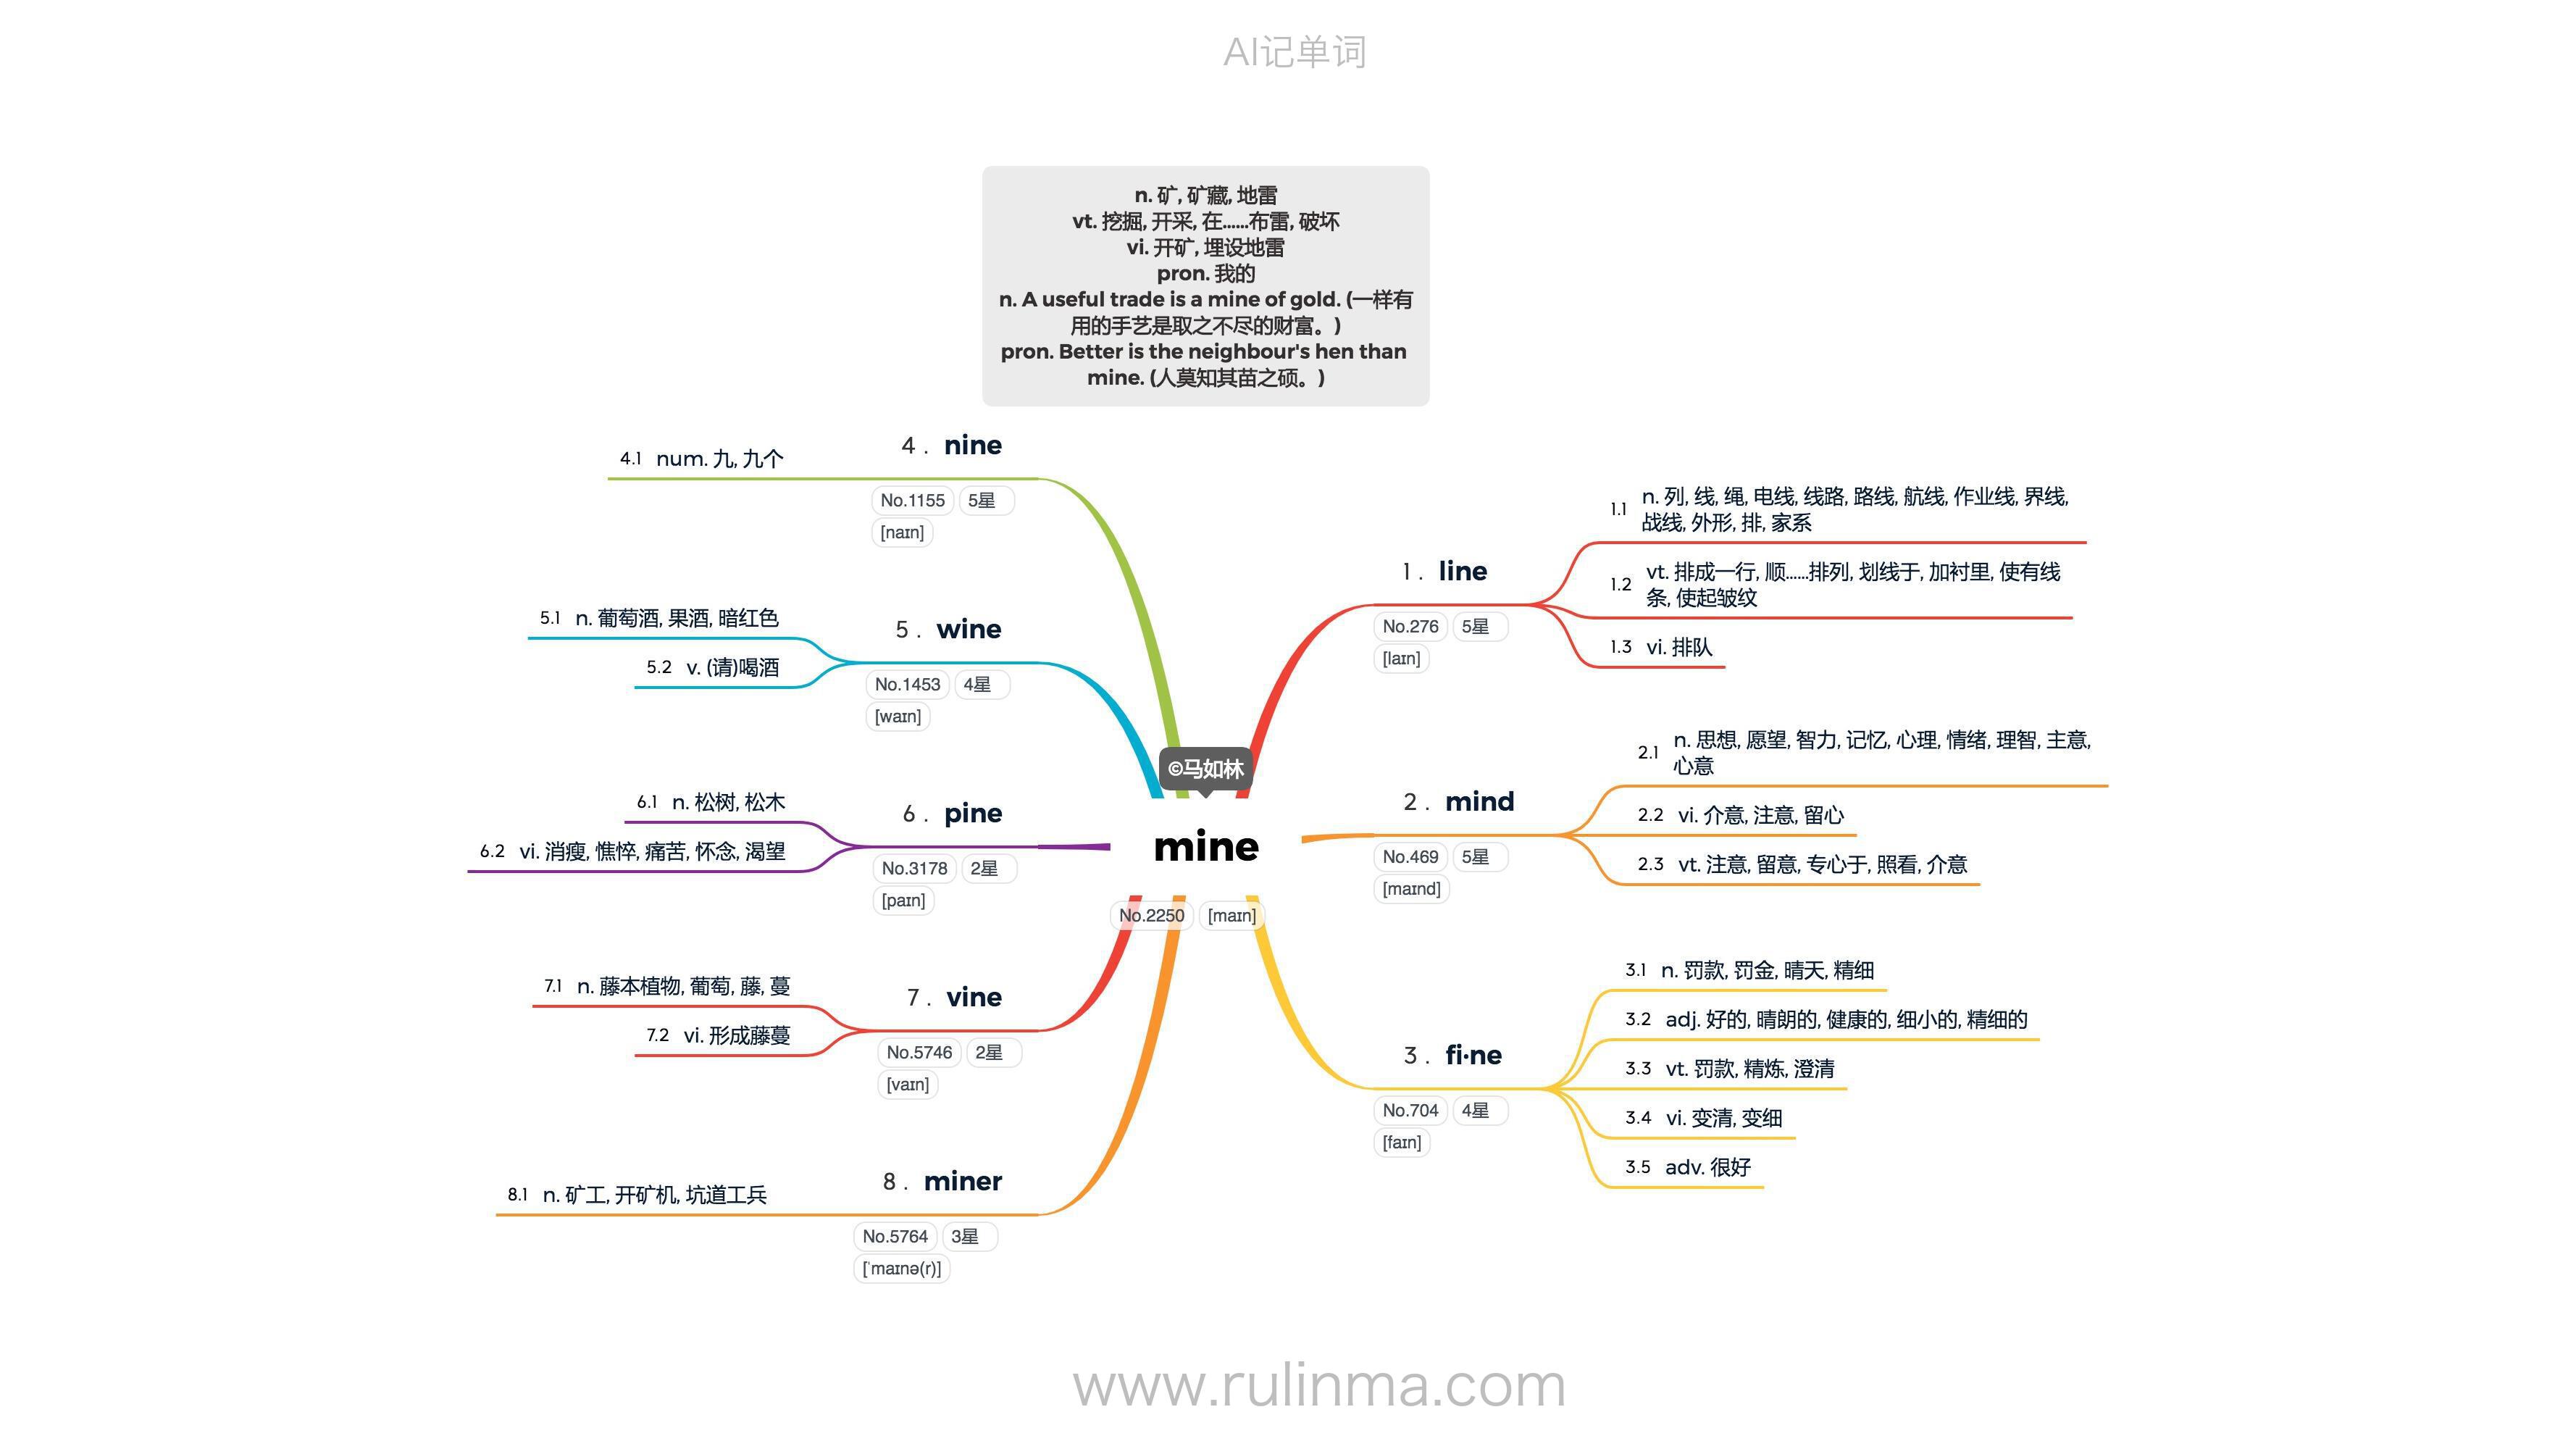 AI记单词
n. 矿, 矿藏, 地雷
vt. 挖掘, 开采, 在......布雷, 破坏
vi. 开矿, 埋设地雷
pron. 我的
n. A useful trade is a mine of gold. (一样有
用的手艺是取之不尽的财富。)
pron. Better is the neighbour's hen than
mine. (人莫知其苗之硕。)
©马如林
mine
No.2250 [maɪn]
1. line
No.276 5星
[laɪn]
1.1 n. 列, 线, 绳, 电线, 线路, 路线, 航线, 作业线, 界线,
战线, 外形, 排, 家系
1.2 vt. 排成一行, 顺......排列, 划线于, 加衬里, 使有线
条, 使起皱纹
1.3 vi. 排队
2. mind
No.469 5星
[maɪnd]
2.1 n. 思想, 愿望, 智力, 记忆, 心理, 情绪, 理智, 主意,
心意
2.2 vi. 介意, 注意, 留心
2.3 vt. 注意, 留意, 专心于, 照看, 介意
3. fi·ne
No.704 4星
[faɪn]
3.1 n. 罚款, 罚金, 晴天, 精细
3.2 adj. 好的, 晴朗的, 健康的, 细小的, 精细的
3.3 vt. 罚款, 精炼, 澄清
3.4 vi. 变清, 变细
3.5 adv. 很好
4. nine
No.1155 5星
[naɪn]
4.1 num. 九, 九个
5. wine
No.1453 4星
[waɪn]
5.1 n. 葡萄酒, 果酒, 暗红色
5.2 v. (请)喝酒
6. pine
No.3178 2星
[paɪn]
6.1 n. 松树, 松木
6.2 vi. 消瘦, 憔悴, 痛苦, 怀念, 渴望
7. vine
No.5746 2星
[vaɪn]
7.1 n. 藤本植物, 葡萄, 藤, 蔓
7.2 vi. 形成藤蔓
8. miner
No.5764 3星
[ˈmaɪnə(r)]
8.1 n. 矿工, 开矿机, 坑道工兵
www.rulinma.com